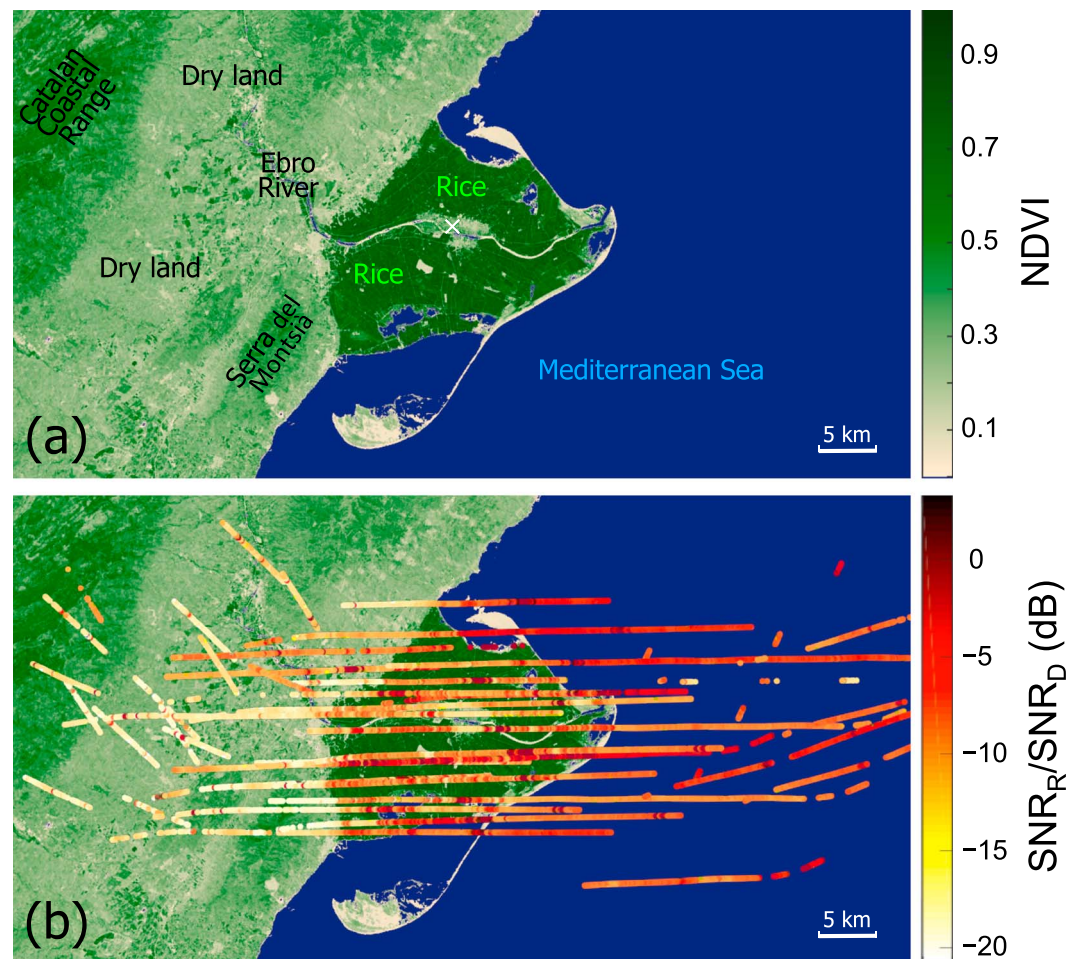 Catalan
Coastal
Range
Dry land
Ebro
River
Rice
Dry land
Rice
Serra del
Montsià
Mediterranean Sea
(a)
5 km
0.9
0.7
0.5
0.3
0.1
NDVI
(b)
5 km
0
−5
−10
−15
−20
SNR_R/SNR_D (dB)